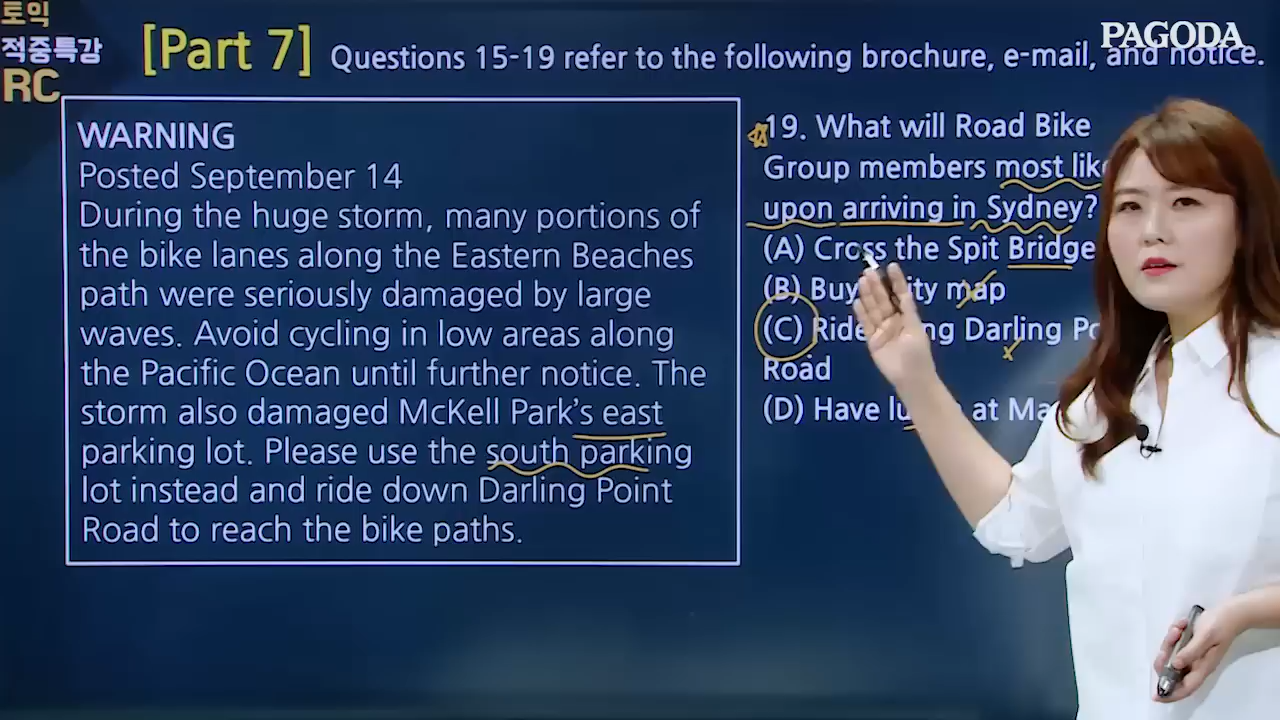 토익
적중특강
RC
[Part 7] Questions 15-19 refer to the following brochure, e-mail, and notice.
PAGODA
WARNING
Posted September 14
During the huge storm, many portions of
the bike lanes along the Eastern Beaches
path were seriously damaged by large
waves. Avoid cycling in low areas along
the Pacific Ocean until further notice. The
storm also damaged McKell Park's east
parking lot. Please use the south parking
lot instead and ride down Darling Point
Road to reach the bike paths.
19. What will Road Bike
Group members most
upon arriving in Sydney?
(A) Cross the Spit Bridge
(B) map
(C) Ride Darling
Road
(D) Have at